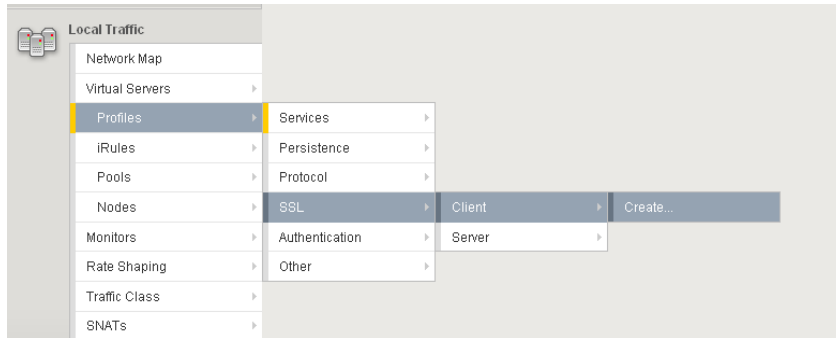 Local Traffic
Network Map
Virtual Servers
Profiles
Services
iRules
Persistence
Pools
Protocol
Nodes
SSL
Client
Create...
Monitors
Authentication
Server
Rate Shaping
Other
Traffic Class
SNATs